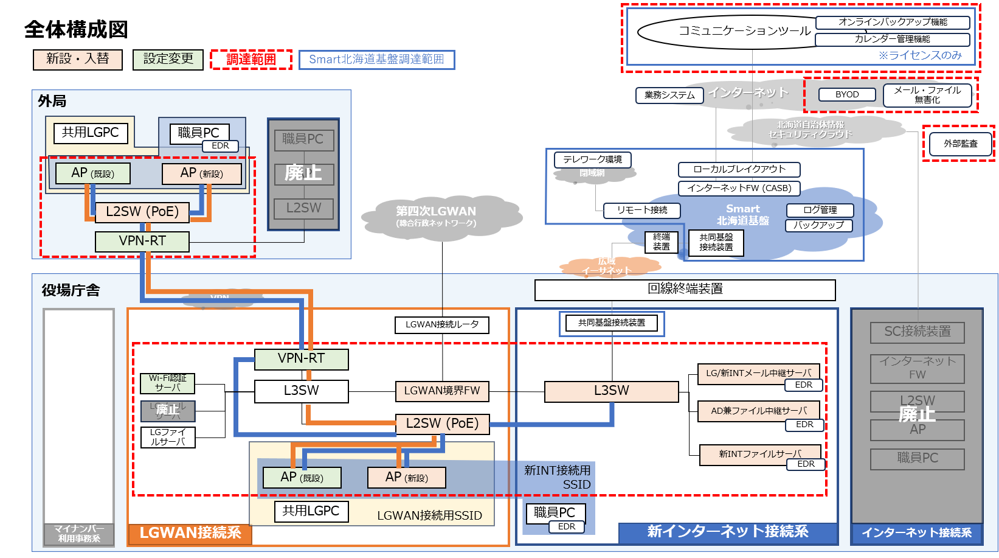 全体構成図
新設・入替
設定変更
調達範囲
Smart北海道基盤調達範囲
コミュニケーションツール
オンラインバックアップ機能
カレンダー管理機能
※ライセンスのみ
業務システム
インターネット
BYOD
メール・ファイル
無害化
北海道自治体情報
セキュリティクラウド
外部監査
外局
共用LGPC
職員PC
EDR
AP (既設)
AP (新設)
L2SW (PoE)
VPN-RT
職員PC
廃止
L2SW
第四次LGWAN
(総合行政ネットワーク)
テレワーク環境
閉域網
リモート接続
ローカルブレイクアウト
インターネットFW (CASB)
Smart
北海道基盤
ログ管理
バックアップ
終端
装置
共同基盤
接続装置
広域
イーサネット
役場庁舎
VPN
回線終端装置
マイナンバー
利用事務系
LGWAN接続ルータ
VPN-RT
Wi-Fi認証
サーバ
廃止
LGファイ
ルサーバ
L3SW
LGWAN境界FW
L2SW (PoE)
AP (既設)
AP (新設)
共用LGPC
LGWAN接続用SSID
LGWAN接続系
共同基盤接続装置
L3SW
LG/新INTメール中継サーバ
EDR
AD兼ファイル中継サーバ
EDR
新INTファイルサーバ
EDR
新INT接続用
SSID
職員PC
EDR
新インターネット接続系
SC接続装置
インターネット
FW
L2SW
廃止
AP
職員PC
インターネット接続系